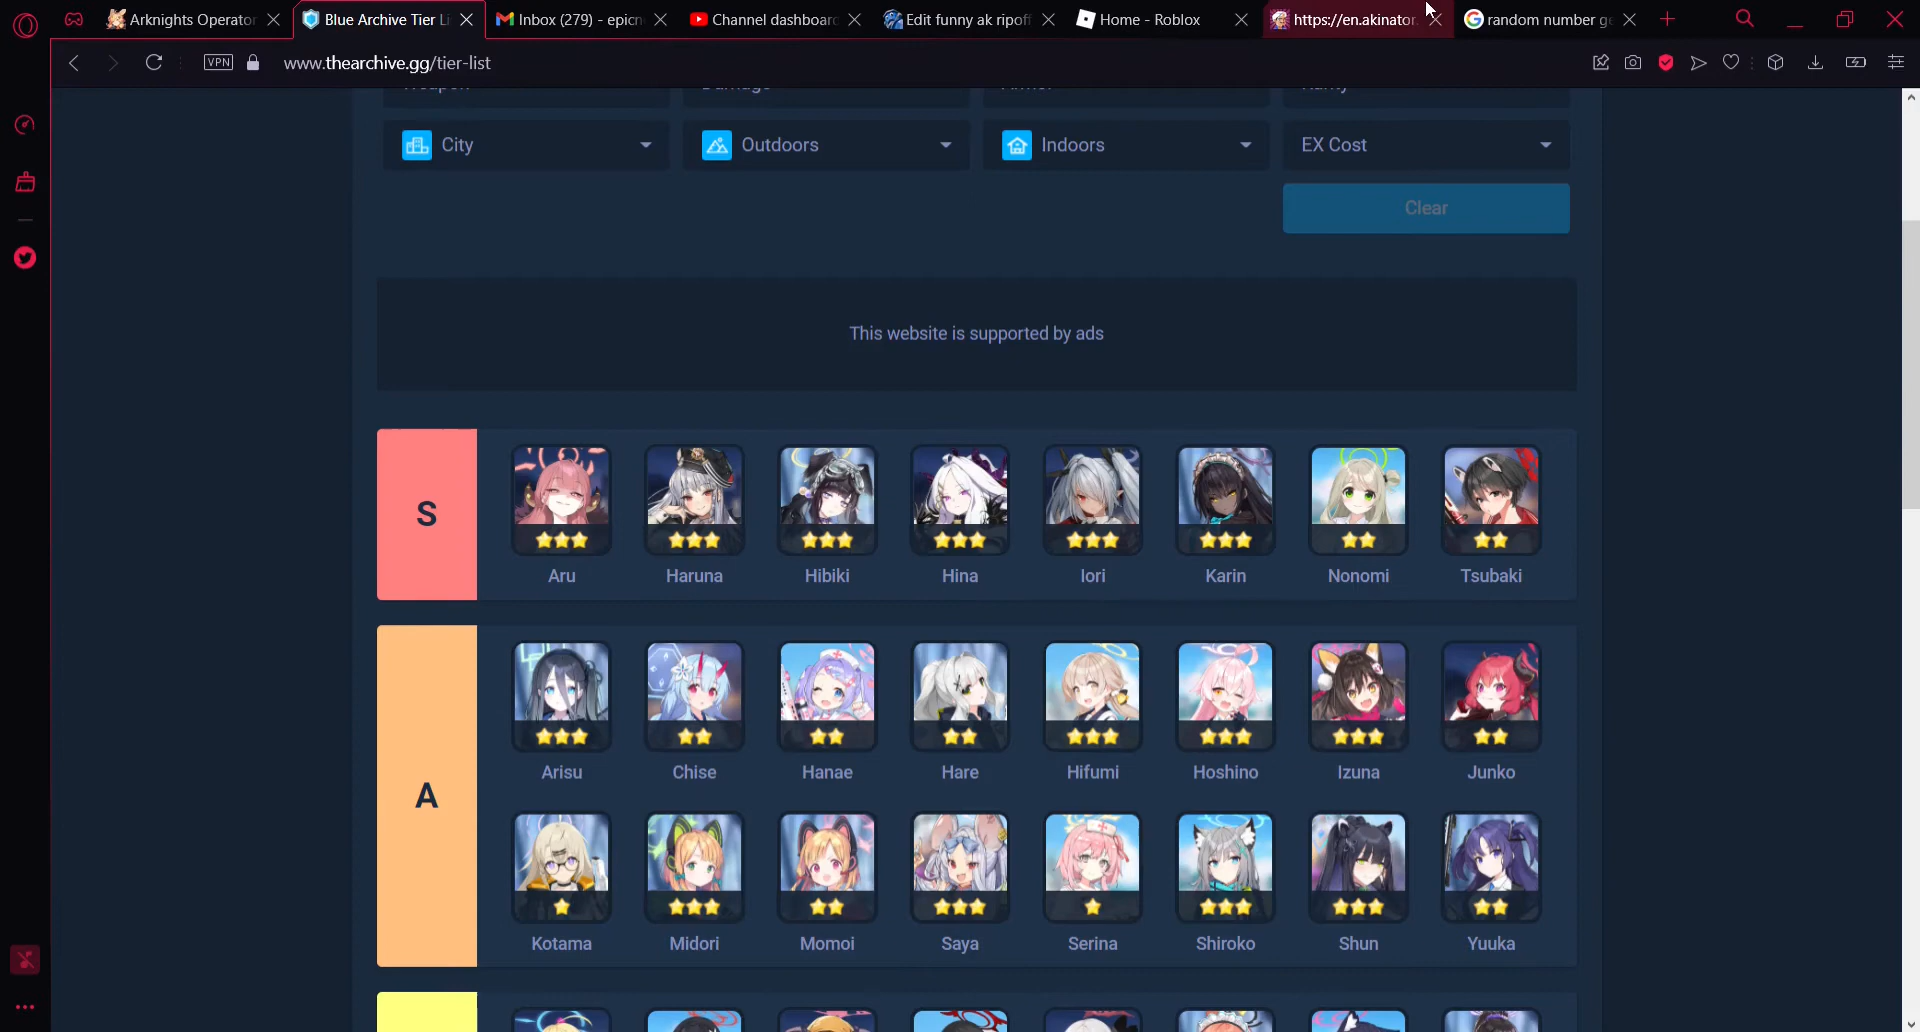 Arknights Operator
Blue Archive Tier Li
Inbox (279) - epicn
Channel dashboard
Edit funny ak ripoff
Home - Roblox
https://en.akinator.
random number ge
VPN
www.thearchive.gg/tier-list
City
Outdoors
Indoors
EX Cost
Clear
This website is supported by ads
S
Aru
Haruna
Hibiki
Hina
Iori
Karin
Nonomi
Tsubaki
A
Arisu
Chise
Hanae
Hare
Hifumi
Hoshino
Izuna
Junko
Kotama
Midori
Momoi
Saya
Serina
Shiroko
Shun
Yuuka